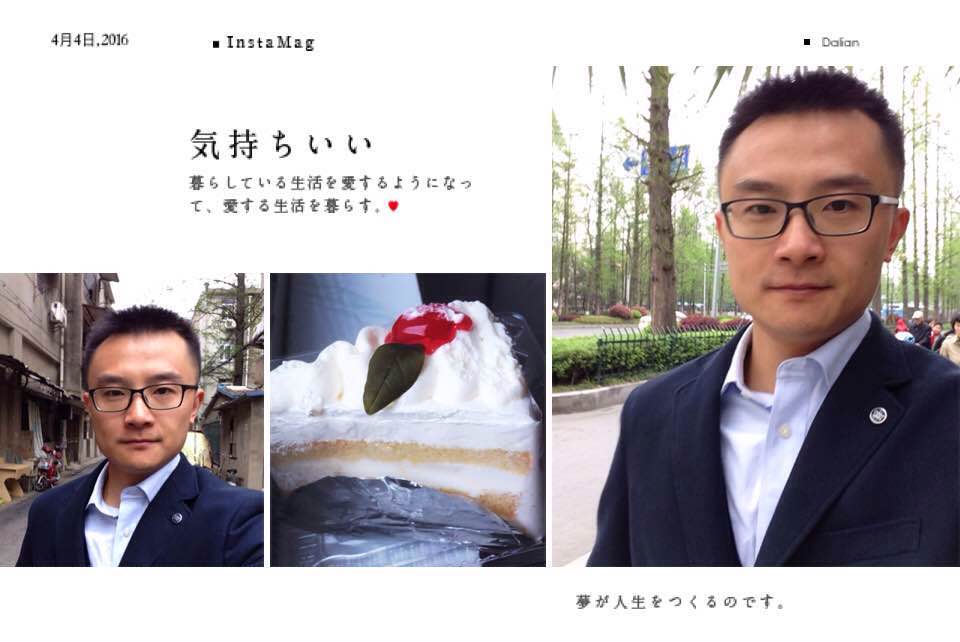 4月4日,2016
InstaMag
Dalian
気持ちいい
暮らしている生活を愛するようになっ
て、愛する生活を暮らす。
夢が人生をつくるのです。